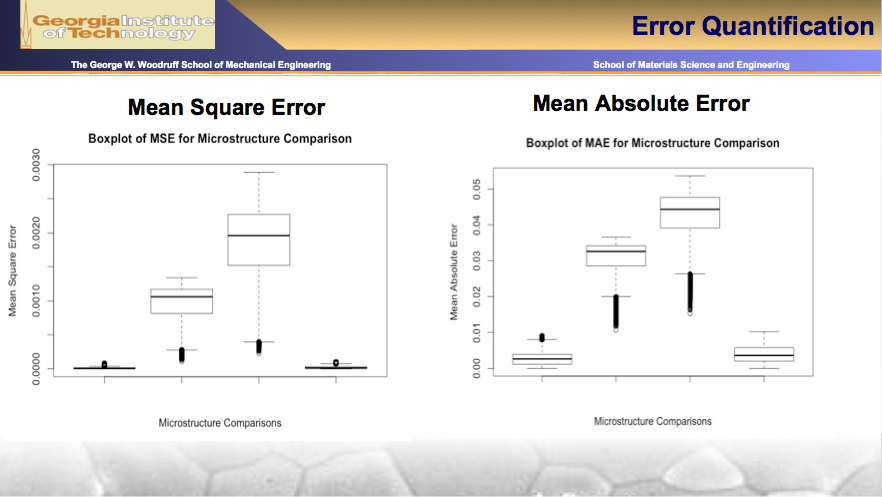 Georgia Institute
of Technology
Error Quantification
The George W. Woodruff School of Mechanical Engineering
School of Materials Science and Engineering
Mean Square Error
Boxplot of MSE for Microstructure Comparison
Mean Square Error
0.0030
0.0020
0.0010
0.0000
Microstructure Comparisons
Mean Absolute Error
Boxplot of MAE for Microstructure Comparison
Mean Absolute Error
0.05
0.04
0.03
0.02
0.01
0.00
Microstructure Comparisons